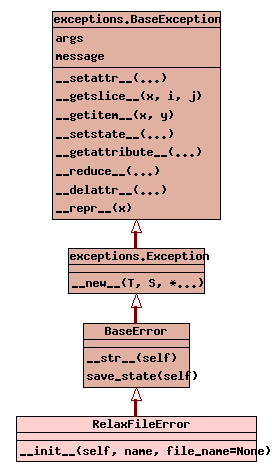 exceptions.BaseException
args
message
__setattr__(...)
__getslice__(x, i, j)
__getitem__(x, y)
__setstate__(...)
__getattribute__(...)
__reduce__(...)
__delattr__(...)
__repr__(x)
exceptions.Exception
__new__(T, S, *...)
BaseError
__str__(self)
save_state(self)
RelaxFileError
__init__(self, name, file_name=None)